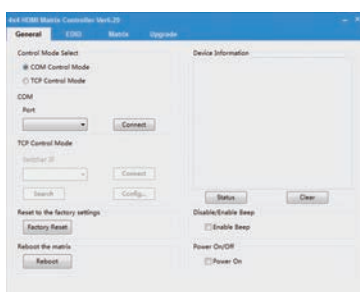 4x4 HDMI Matrix Controller Ver1.20
General EDID Matrix Upgrade
Control Mode Select
COM Control Mode
TCP Control Mode
COM
Port
Connect
TCP Control Mode
Switcher IP
Connect
Search Config...
Reset to the factory settings
Factory Reset
Reboot the matrix
Reboot
Device Information
Status Clear
Disable/Enable Beep
Enable Beep
Power On/Off
Power On